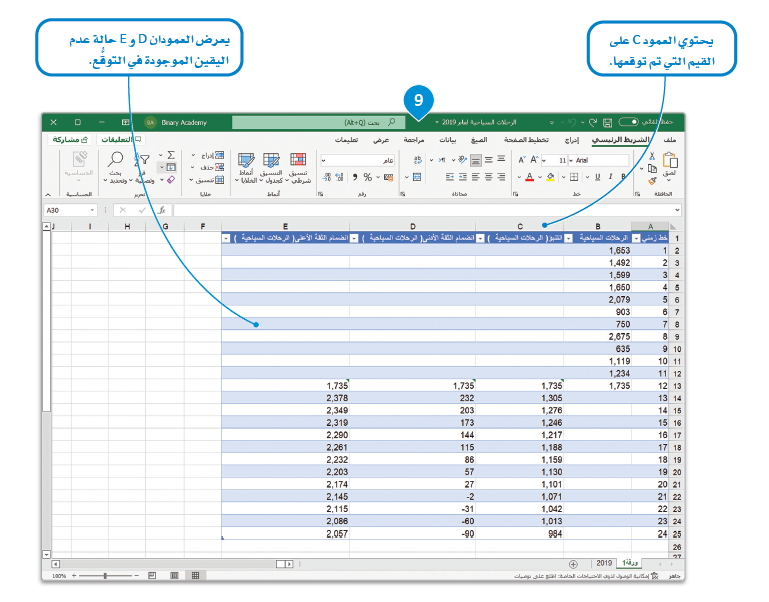 يحتوي العمود C على
القيم التي تم توقعها.
يعرض العمودان D و E حالة عدم
اليقين الموجودة في التوقُّع.
9
حفظ تلقائي
الرحلات السياحية لعام 2019
بحث (Alt+Q)
Binary Academy
BA
ملف الشريط الرئيسي إدراج تخطيط الصفحة الصيغ بيانات مراجعة عرض تعليمات
التعليقات مشاركة
لصق
Arial 11
عام
تنسيق شرطي
التنسيق كجدول
أنماط الخلايا
إدراج
حذف
تنسيق
بحث وتحديد
الحساسية
الحافظة خط محاذاة رقم أنماط خلايا تحرير الحساسية
A30
fx
A B C D E F G H I J
1 خط زمني الرحلات السياحية التنبؤ( الرحلات السياحية ) انضمام الثقة الأدنى( الرحلات السياحية ) انضمام الثقة الأعلى( الرحلات السياحية )
2 1 1,653
3 2 1,492
4 3 1,599
5 4 1,650
6 5 2,079
7 6 903
8 7 750
9 8 2,675
10 9 635
11 10 1,119
12 11 1,234
13 12 1,735 1,735 1,735 1,735
14 13 1,305 232 2,378
15 14 1,276 203 2,349
16 15 1,246 173 2,319
17 16 1,217 144 2,290
18 17 1,188 115 2,261
19 18 1,159 86 2,232
20 19 1,130 57 2,203
21 20 1,101 27 2,174
22 21 1,071 -2 2,145
23 22 1,042 -31 2,115
24 23 1,013 -60 2,086
25 24 984 -90 2,057
26
27
ورقة1 2019
جاهز إمكانية الوصول لذوي الاحتياجات الخاصة: اطلع على توصيات
100%